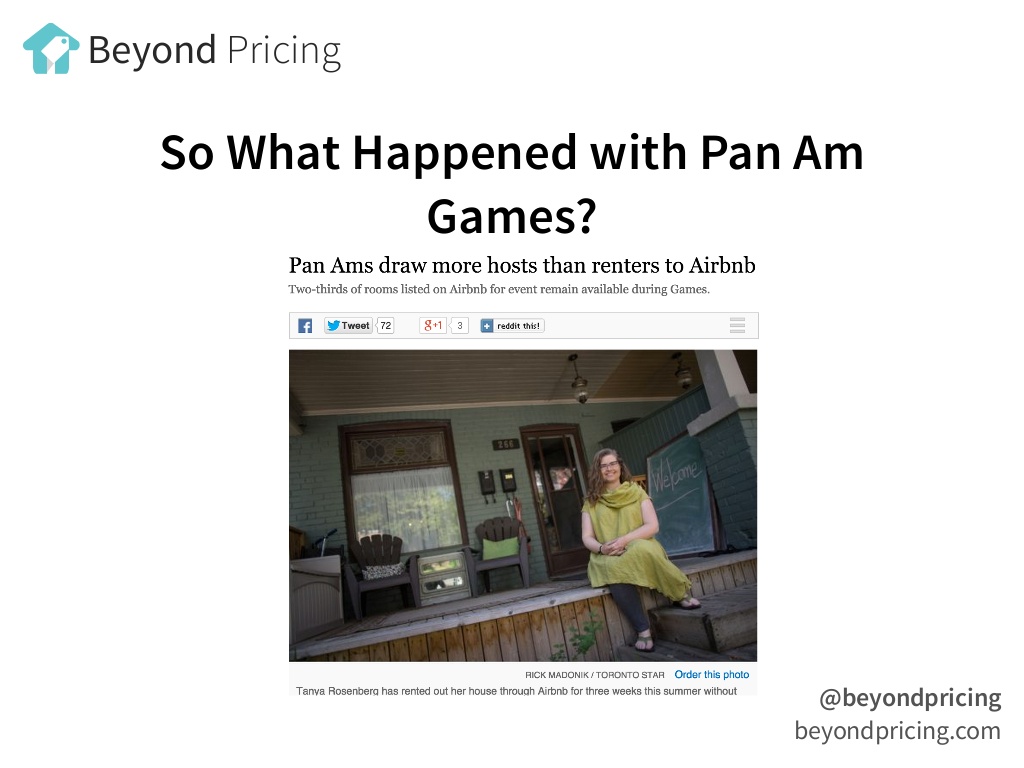 Beyond Pricing
So What Happened with Pan Am
Games?
Pan Ams draw more hosts than renters to Airbnb
Two-thirds of rooms listed on Airbnb for event remain available during Games.
Tweet 72 g+1 3 reddit this!
266
Welcome
RICK MADONIK / TORONTO STAR Order this photo
Tanya Rosenberg has rented out her house through Airbnb for three weeks this summer without
@beyondpricing
beyondpricing.com